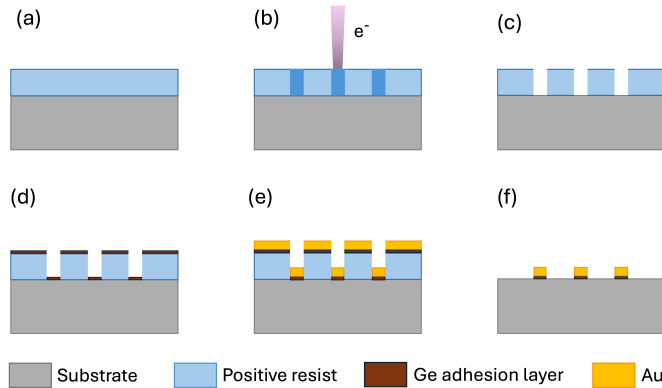 (a)
(b)
(c)
e-
(d)
(e)
(f)
Substrate
Positive resist
Ge adhesion layer
Au